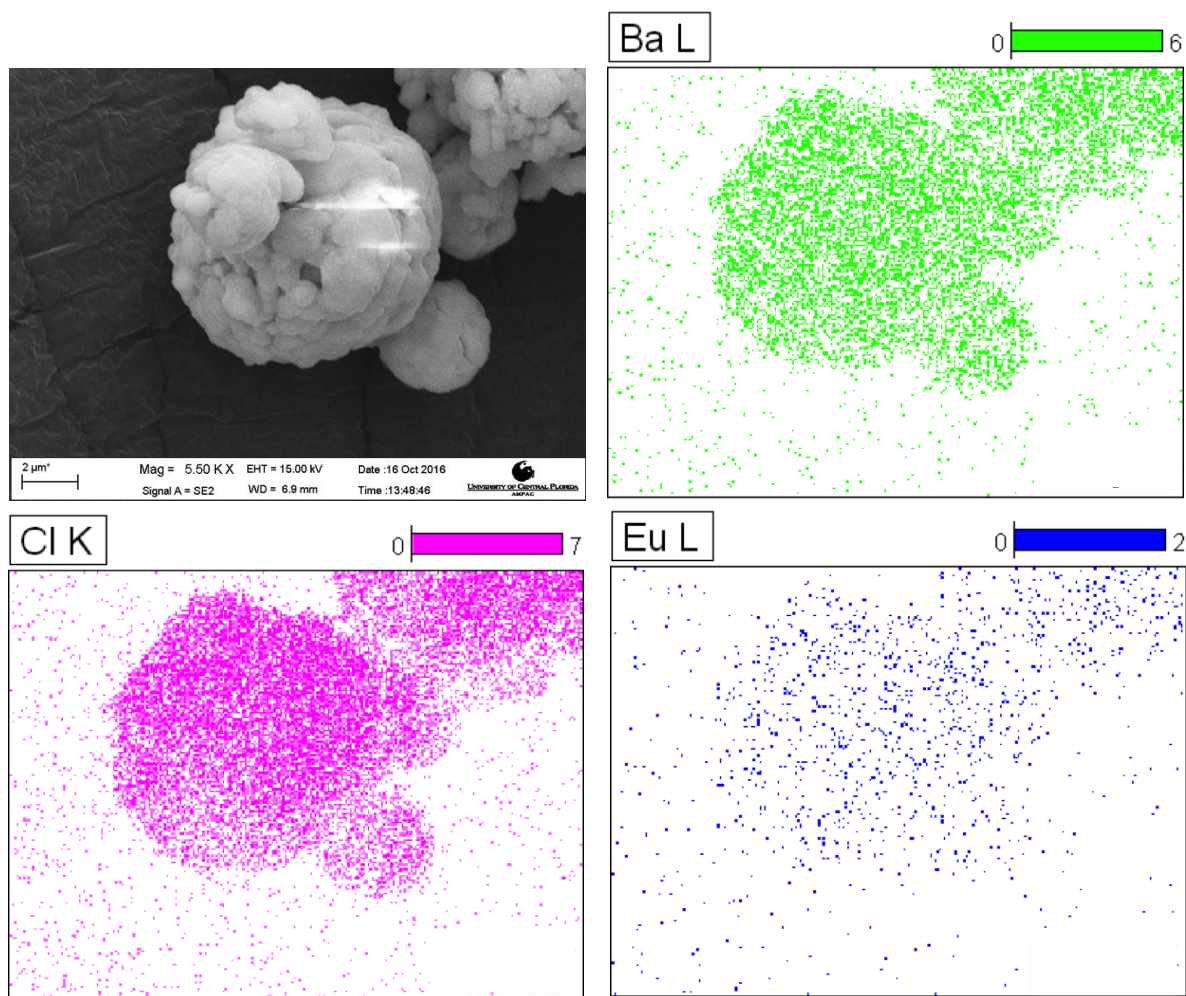 Ba L
0 6
2 µm*
Mag = 5.50 K X EHT = 15.00 kV Date :16 Oct 2016
Signal A = SE2 WD = 6.9 mm Time :13:48:46
UNIVERSITY OF CENTRAL FLORIDA
AMPAC
Cl K
0 7
Eu L
0 2